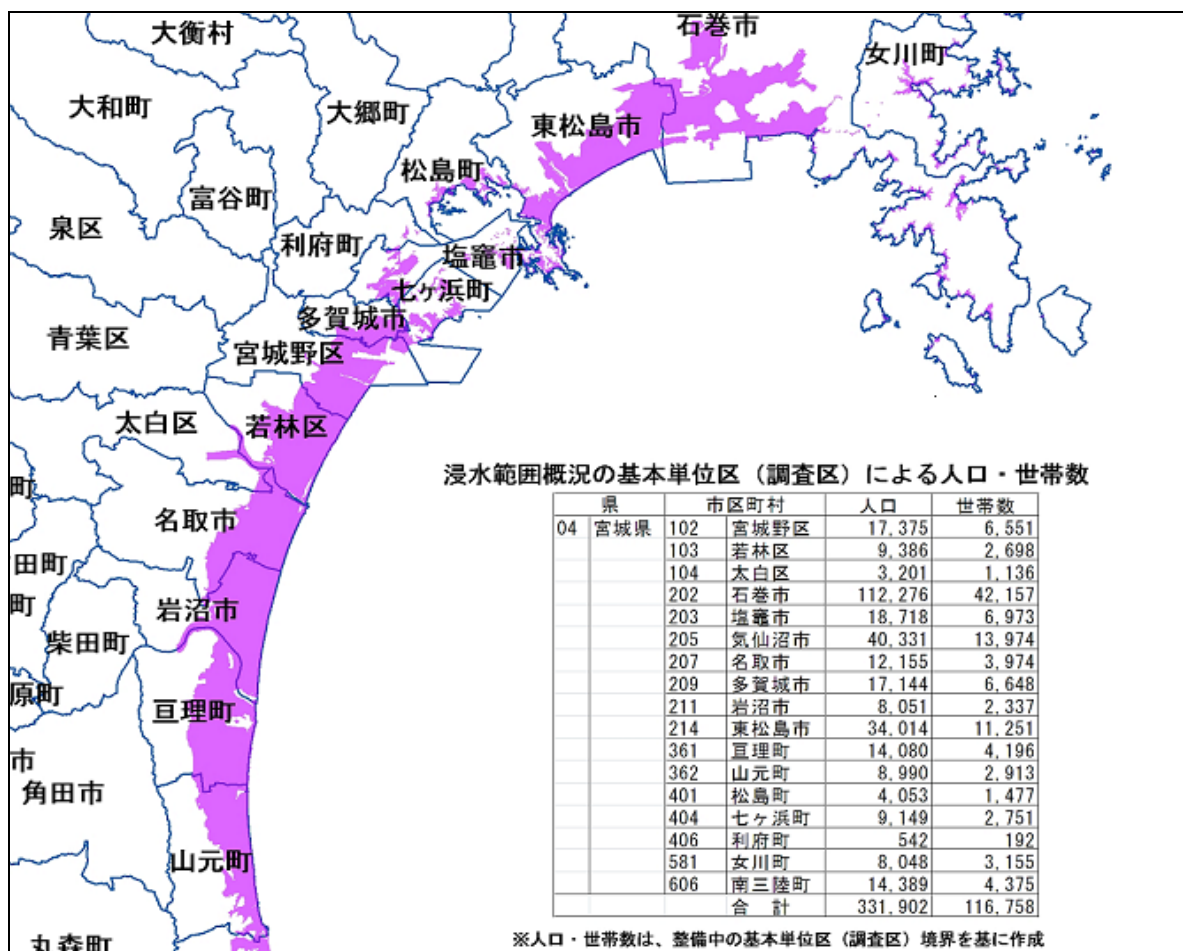 大衡村
石巻市
女川町
大和町
大郷町
東松島市
松島町
富谷町
泉区
利府町
塩竈市
七ヶ浜町
多賀城市
青葉区
宮城野区
太白区
若林区
町
名取市
田町
町
岩沼市
柴田町
原町
亘理町
市
角田市
山元町
丸森町
浸水範囲概況の基本単位区（調査区）による人口・世帯数
県 市区町村 人口 世帯数
04 宮城県 102 宮城野区 17,375 6,551
103 若林区 9,386 2,698
104 太白区 3,201 1,136
202 石巻市 112,276 42,157
203 塩竈市 18,718 6,973
205 気仙沼市 40,331 13,974
207 名取市 12,155 3,974
209 多賀城市 17,144 6,648
211 岩沼市 8,051 2,337
214 東松島市 34,014 11,251
361 亘理町 14,080 4,196
362 山元町 8,990 2,913
401 松島町 4,053 1,477
404 七ヶ浜町 9,149 2,751
406 利府町 542 192
581 女川町 8,048 3,155
606 南三陸町 14,389 4,375
合 計 331,902 116,758
※人口・世帯数は、整備中の基本単位区（調査区）境界を基に作成